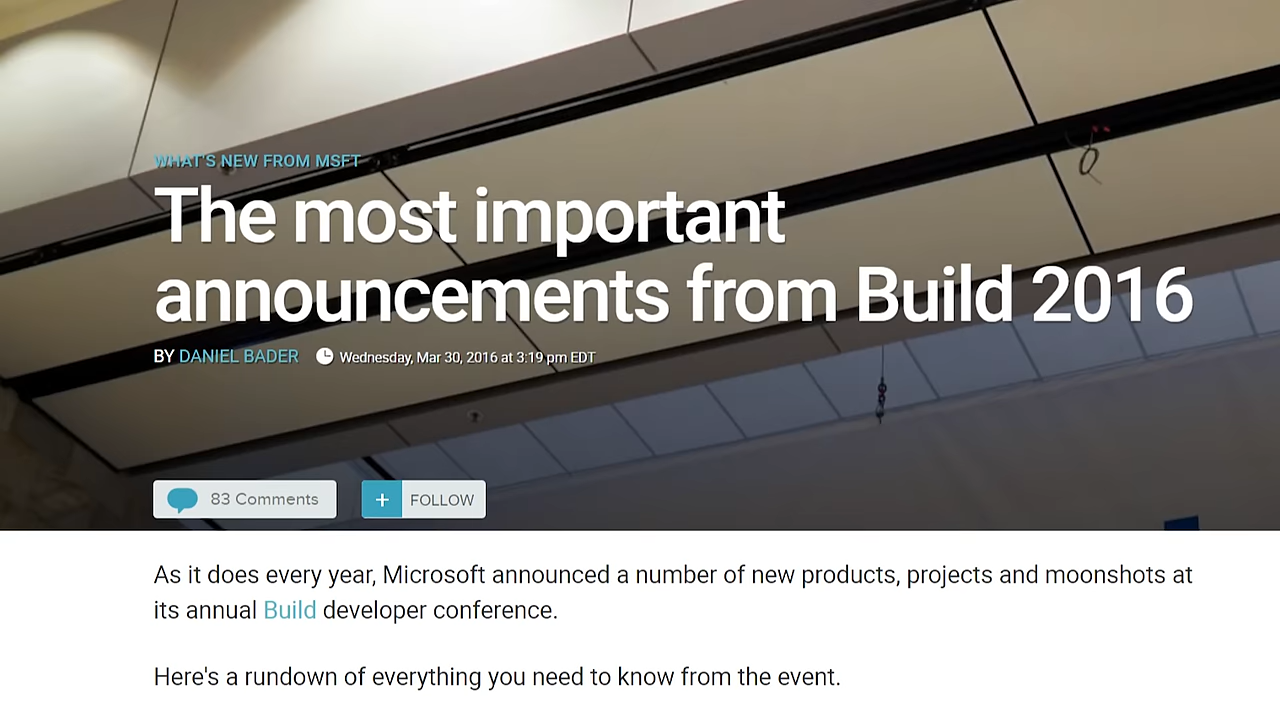 WHAT'S NEW FROM MSFT
The most important
announcements from Build 2016
BY DANIEL BADER Wednesday, Mar 30, 2016 at 3:19 pm EDT
83 Comments + FOLLOW
As it does every year, Microsoft announced a number of new products, projects and moonshots at
its annual Build developer conference.
Here's a rundown of everything you need to know from the event.